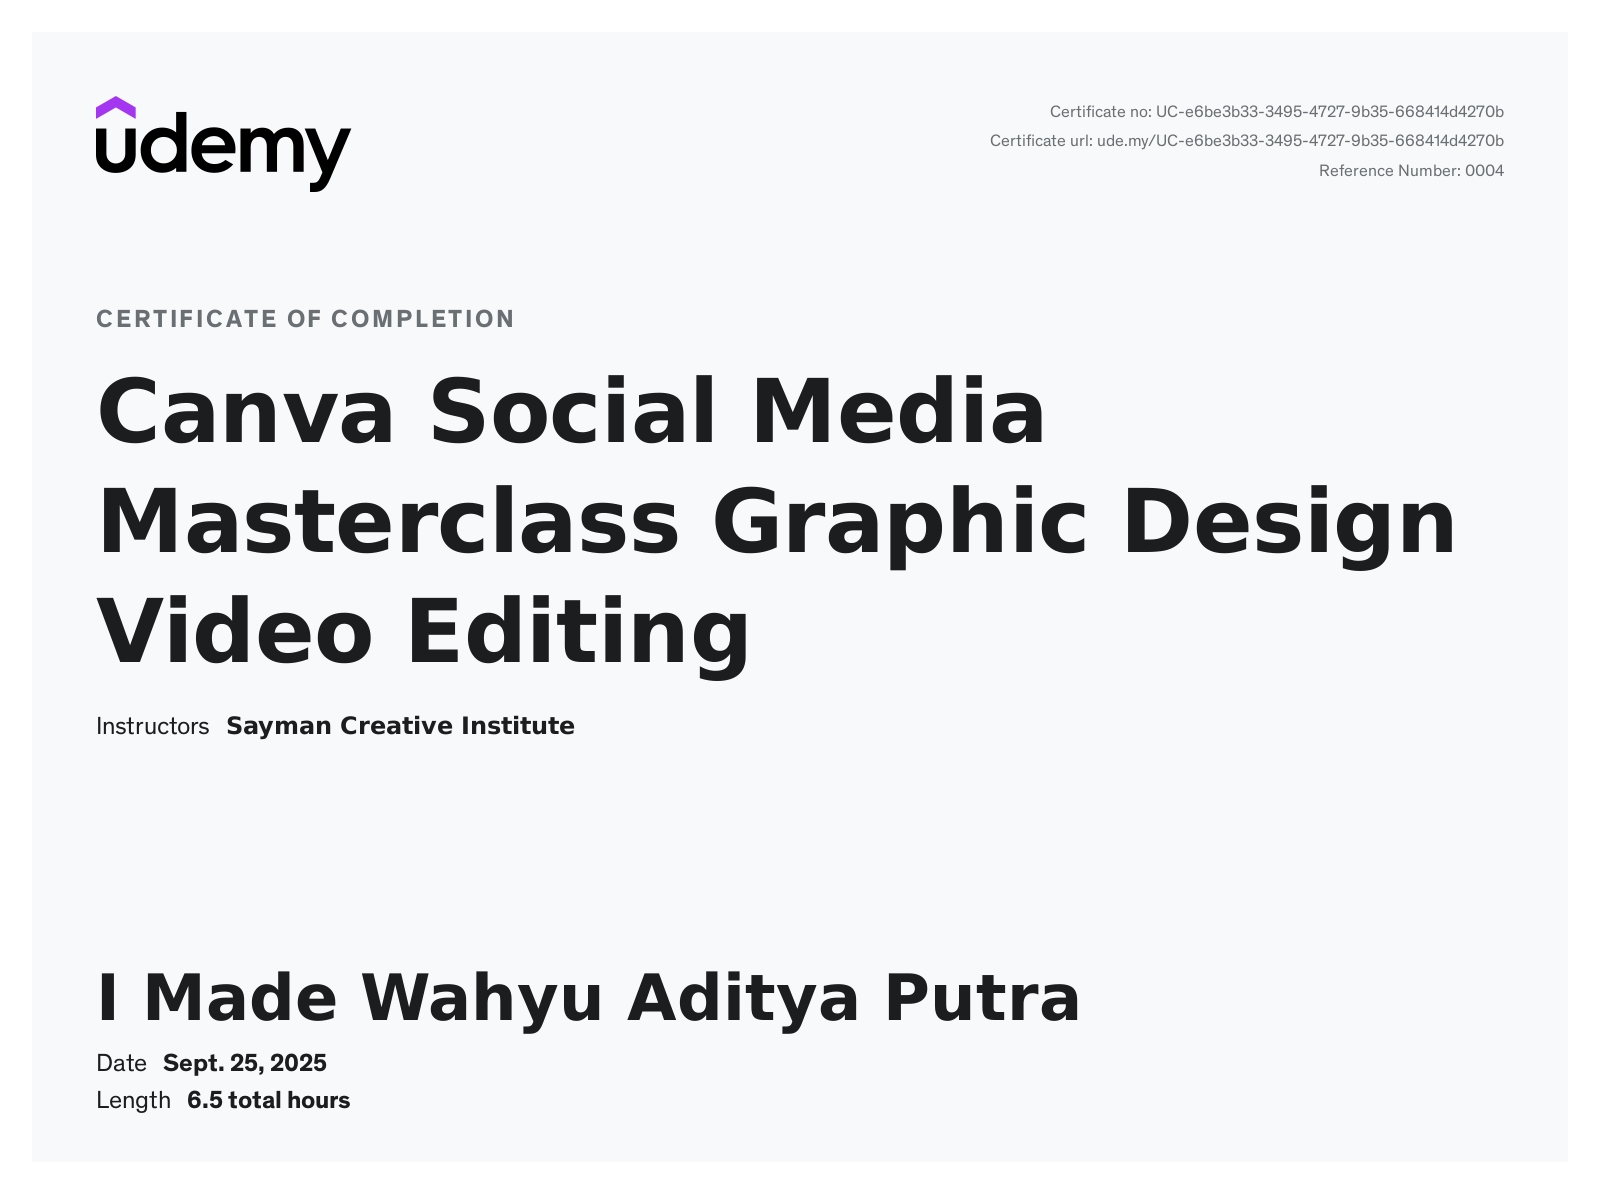 udemy
Certificate no: UC-e6be3b33-3495-4727-9b35-668414d4270b
Certificate url: ude.my/UC-e6be3b33-3495-4727-9b35-668414d4270b
Reference Number: 0004
CERTIFICATE OF COMPLETION
Canva Social Media
Masterclass Graphic Design
Video Editing
Instructors Sayman Creative Institute
I Made Wahyu Aditya Putra
Date Sept. 25, 2025
Length 6.5 total hours